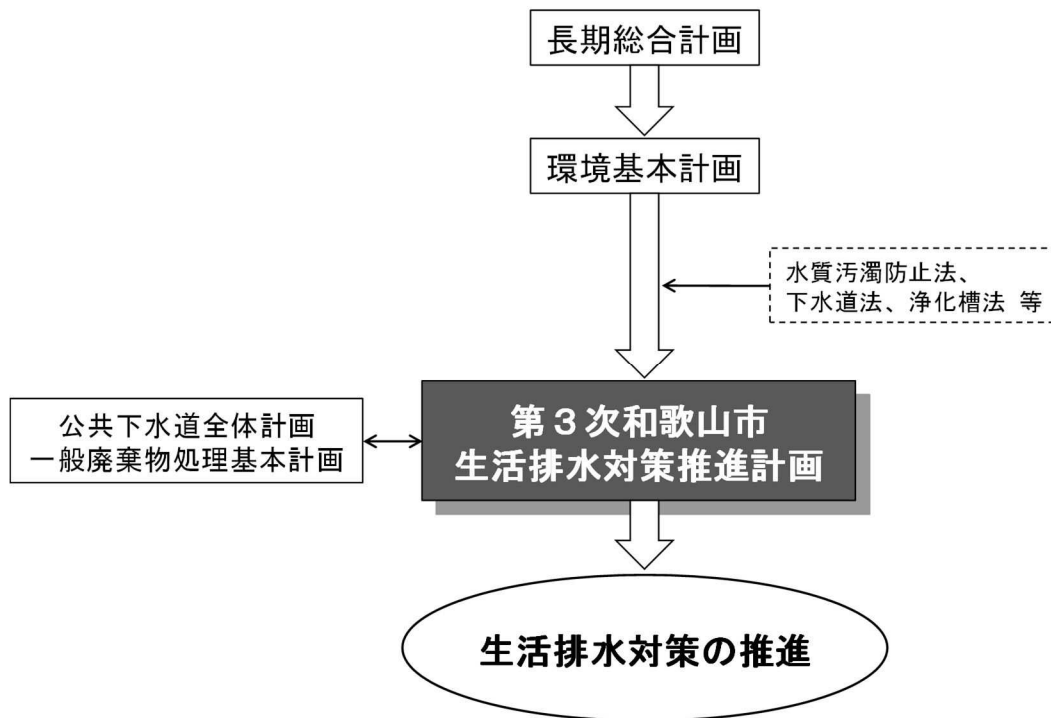 長期総合計画
環境基本計画
水質汚濁防止法、
下水道法、浄化槽法 等
公共下水道全体計画
一般廃棄物処理基本計画
第３次和歌山市
生活排水対策推進計画
生活排水対策の推進